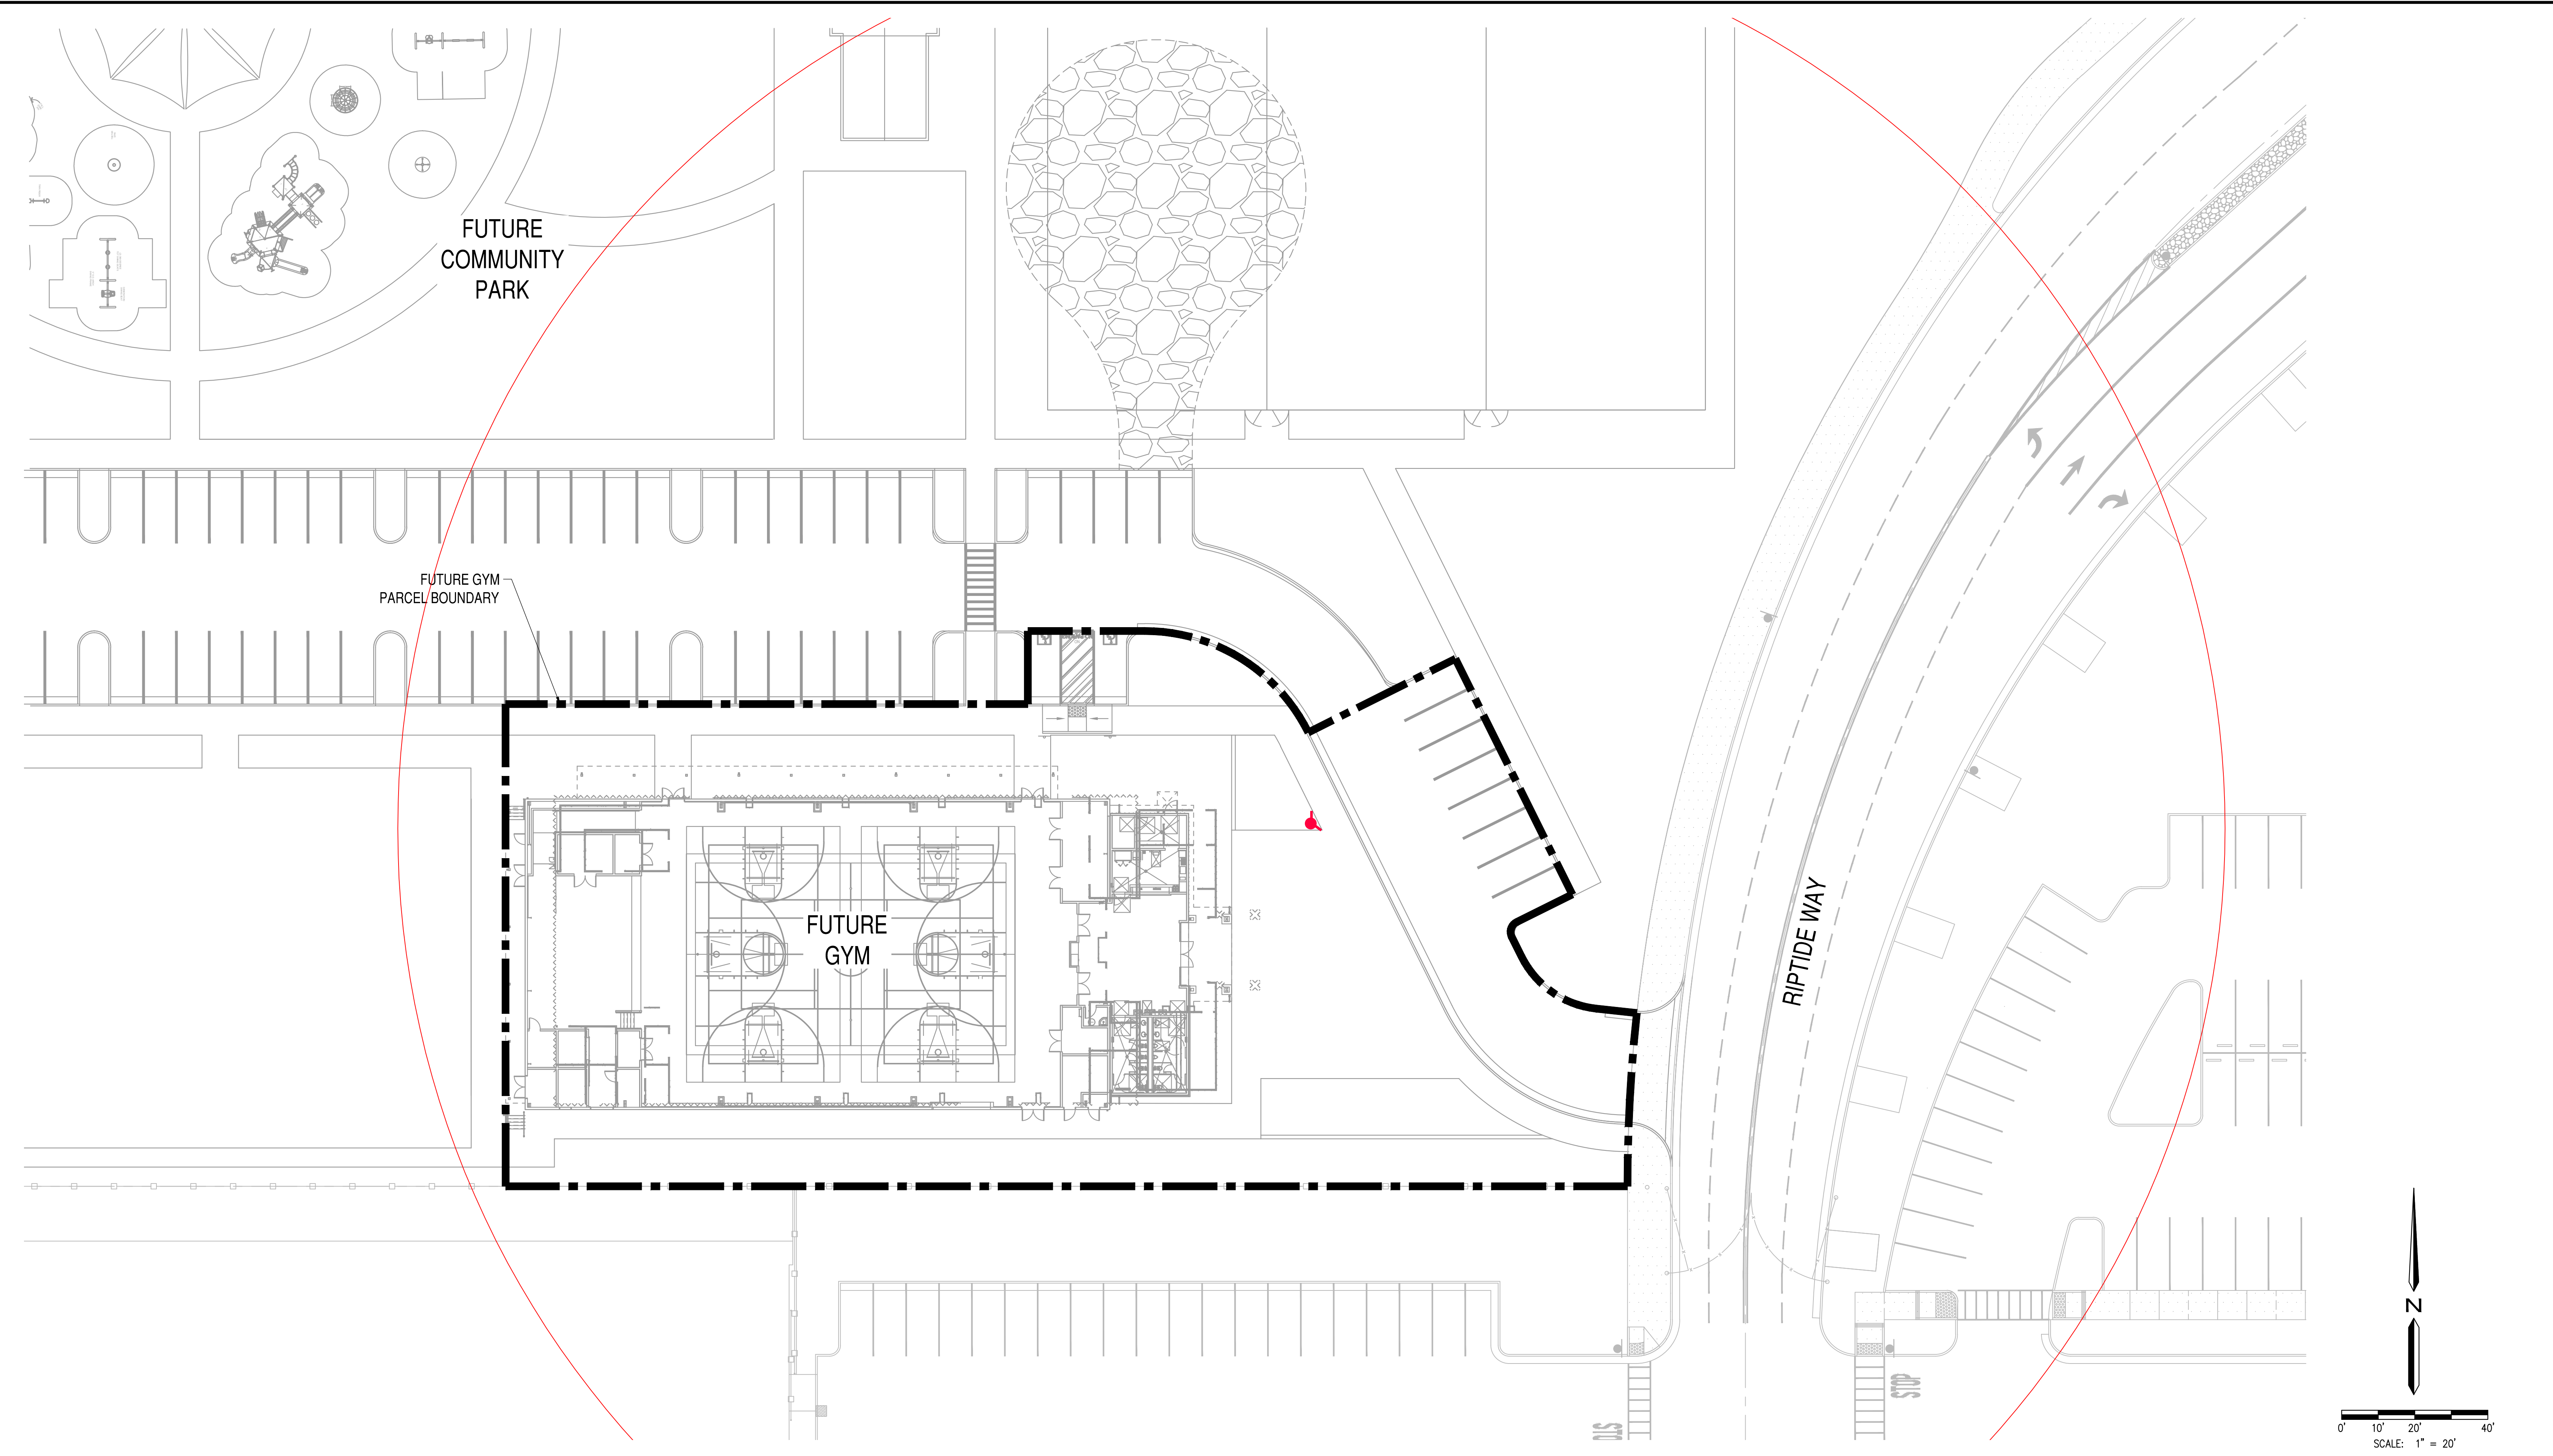 FUTURE
COMMUNITY
PARK
FUTURE GYM
PARCEL BOUNDARY
FUTURE
GYM
RIPTIDE WAY
STOP
STOP
N
0' 10' 20' 40'
SCALE: 1" = 20'